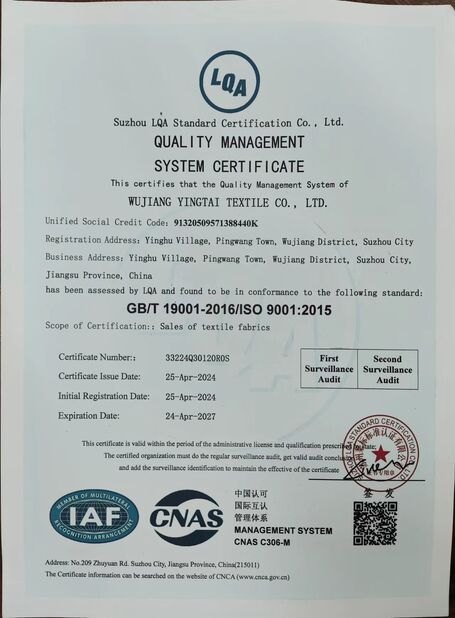 LQA
Suzhou LQA Standard Certification Co., Ltd.
QUALITY MANAGEMENT
SYSTEM CERTIFICATE
This certifies that the Quality Management System of
WUJIANG YINGTAI TEXTILE CO., LTD.
Unified Social Credit Code: 91320509571388440K
Registration Address: Yinghu Village, Pingwang Town, Wujiang District, Suzhou City
Business Address: Yinghu Village, Pingwang Town, Wujiang District, Suzhou City,
Jiangsu Province, China
has been assessed by LQA and found to be in conformance to the following standard:
GB/T 19001-2016/ISO 9001:2015
Scope of Certification:: Sales of textile fabrics
Certificate Number:: 33224Q30120R0S
Certificate Issue Date: 25-Apr-2024
Initial Registration Date: 25-Apr-2024
Expiration Date: 24-Apr-2027
First
Surveillance
Audit
Second
Surveillance
Audit
This certificate is valid within the period of the administrative license and qualification prescribed by state;
The certified organization must do the regular surveillance audit, get valid audit conclusion
and add the surveillance identification to maintain the effective of the certificate
签 发
MEMBER OF MULTILATERAL
IAF
RECOGNITION ARRANGEMENT
CNAS
中国认可
国际互认
管理体系
MANAGEMENT SYSTEM
CNAS C306-M
Address: No.209 Zhuyuan Rd. Suzhou City, Jiangsu Province, China(215011)
The Certificate information can be searched on the website of CNCA (www.cnca.gov.cn)